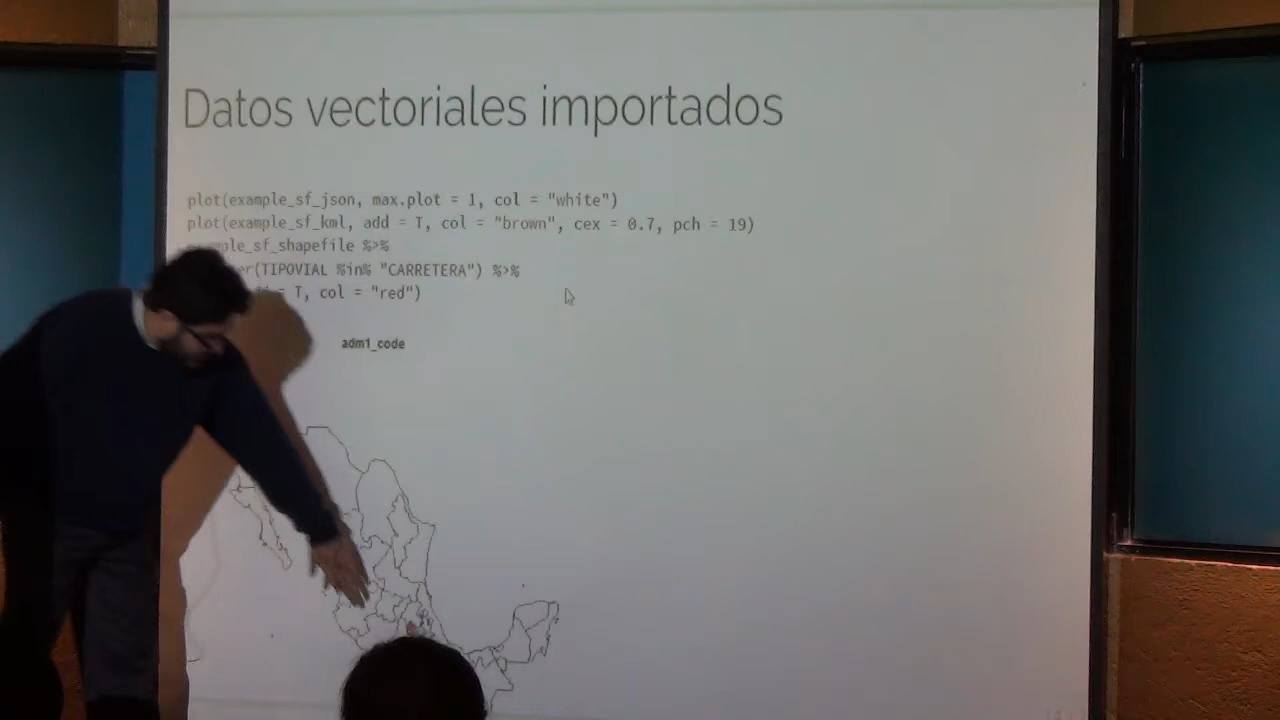 Datos vectoriales importados
plot(example_sf_json, max.plot = 1, col = "white")
plot(example_sf_kml, add = T, col = "brown", cex = 0.7, pch = 19)
example_sf_shapefile %>%
(TIPOVIAL %in% "CARRETERA") %>%
= T, col = "red")
adm1_code